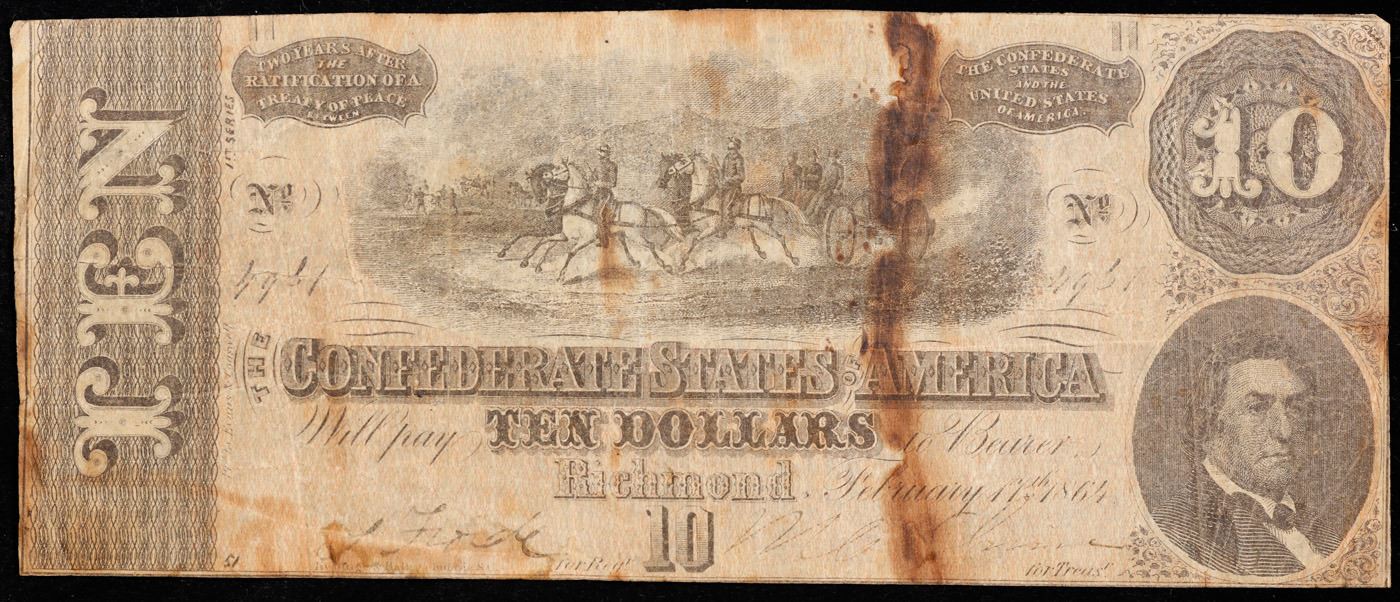 TEN
TWO YEARS AFTER
THE
RATIFICATION OF A
TREATY OF PEACE
BETWEEN
THE CONFEDERATE
STATES
AND THE
UNITED STATES
OF AMERICA.
10
1ST SERIES
No
No
THE
CONFEDERATE STATES OF AMERICA
Will pay TEN DOLLARS to Bearer
Richmond, February 17th 1864
10
for Regr.
for Treasr.